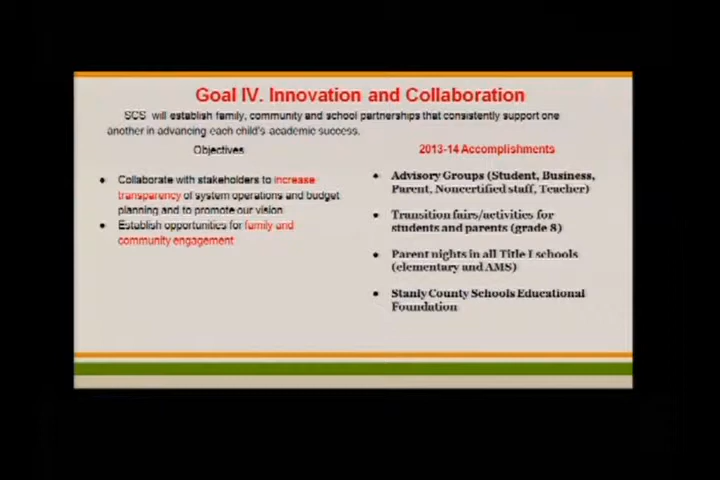 Goal IV. Innovation and Collaboration
SCS will establish family, community and school partnerships that consistently support one
another in advancing each child's academic success.
Objectives
Collaborate with stakeholders to increase
transparency of system operations and budget
planning and to promote our vision
Establish opportunities for family and
community engagement
2013-14 Accomplishments
Advisory Groups (Student, Business,
Parent, Noncertified staff, Teacher)
Transition fairs/activities for
students and parents (grade 8)
Parent nights in all Title I schools
(elementary and AMS)
Stanly County Schools Educational
Foundation